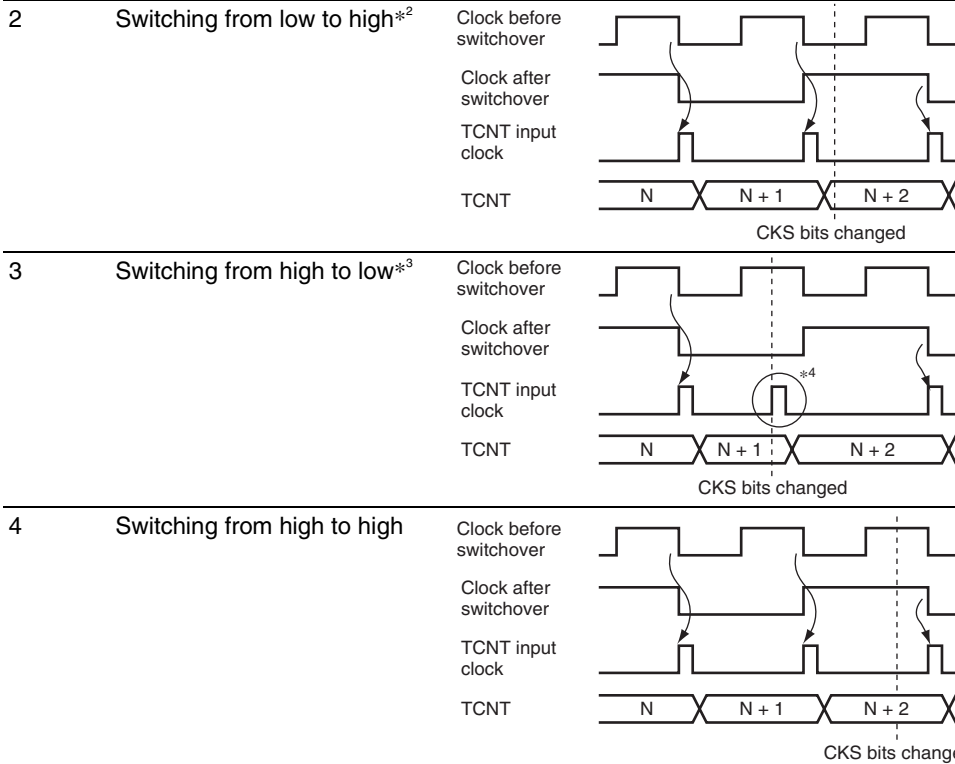 2 Switching from low to high*2
Clock before
switchover
Clock after
switchover
TCNT input
clock
TCNT N N + 1 N + 2
CKS bits changed
3 Switching from high to low*3
Clock before
switchover
Clock after
switchover
TCNT input
clock
*4
TCNT N N + 1 N + 2
CKS bits changed
4 Switching from high to high
Clock before
switchover
Clock after
switchover
TCNT input
clock
TCNT N N + 1 N + 2
CKS bits change